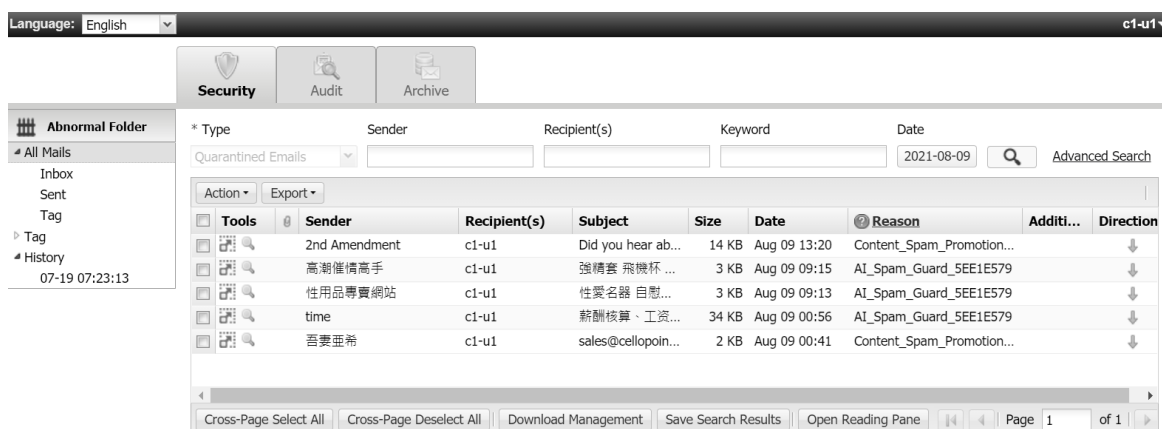 Language: English c1-u1
Security Audit Archive
Abnormal Folder
All Mails
Inbox
Sent
Tag
Tag
History
07-19 07:23:13
* Type Sender Recipient(s) Keyword Date
Quarantined Emails 2021-08-09 Advanced Search
Action Export
Tools Sender Recipient(s) Subject Size Date ? Reason Additi... Direction
2nd Amendment c1-u1 Did you hear ab... 14 KB Aug 09 13:20 Content_Spam_Promotion...
高潮催情高手 c1-u1 強精套 飛機杯 ... 3 KB Aug 09 09:15 AI_Spam_Guard_5EE1E579
性用品專賣網站 c1-u1 性愛名器 自慰... 3 KB Aug 09 09:13 AI_Spam_Guard_5EE1E579
time c1-u1 薪酬核算、工资... 34 KB Aug 09 00:56 AI_Spam_Guard_5EE1E579
吾妻亜希 c1-u1 sales@cellopoin... 2 KB Aug 09 00:41 Content_Spam_Promotion...
Cross-Page Select All Cross-Page Deselect All Download Management Save Search Results Open Reading Pane Page 1 of 1